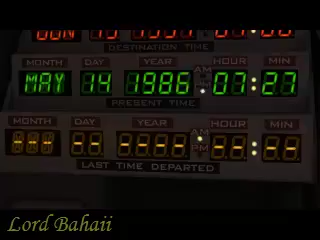 DESTINATION TIME
MONTH DAY YEAR AM HOUR MIN
MAY 14 1986 07:27
PRESENT TIME
MONTH DAY YEAR AM HOUR MIN
PM
LAST TIME DEPARTED
Lord Bahaii